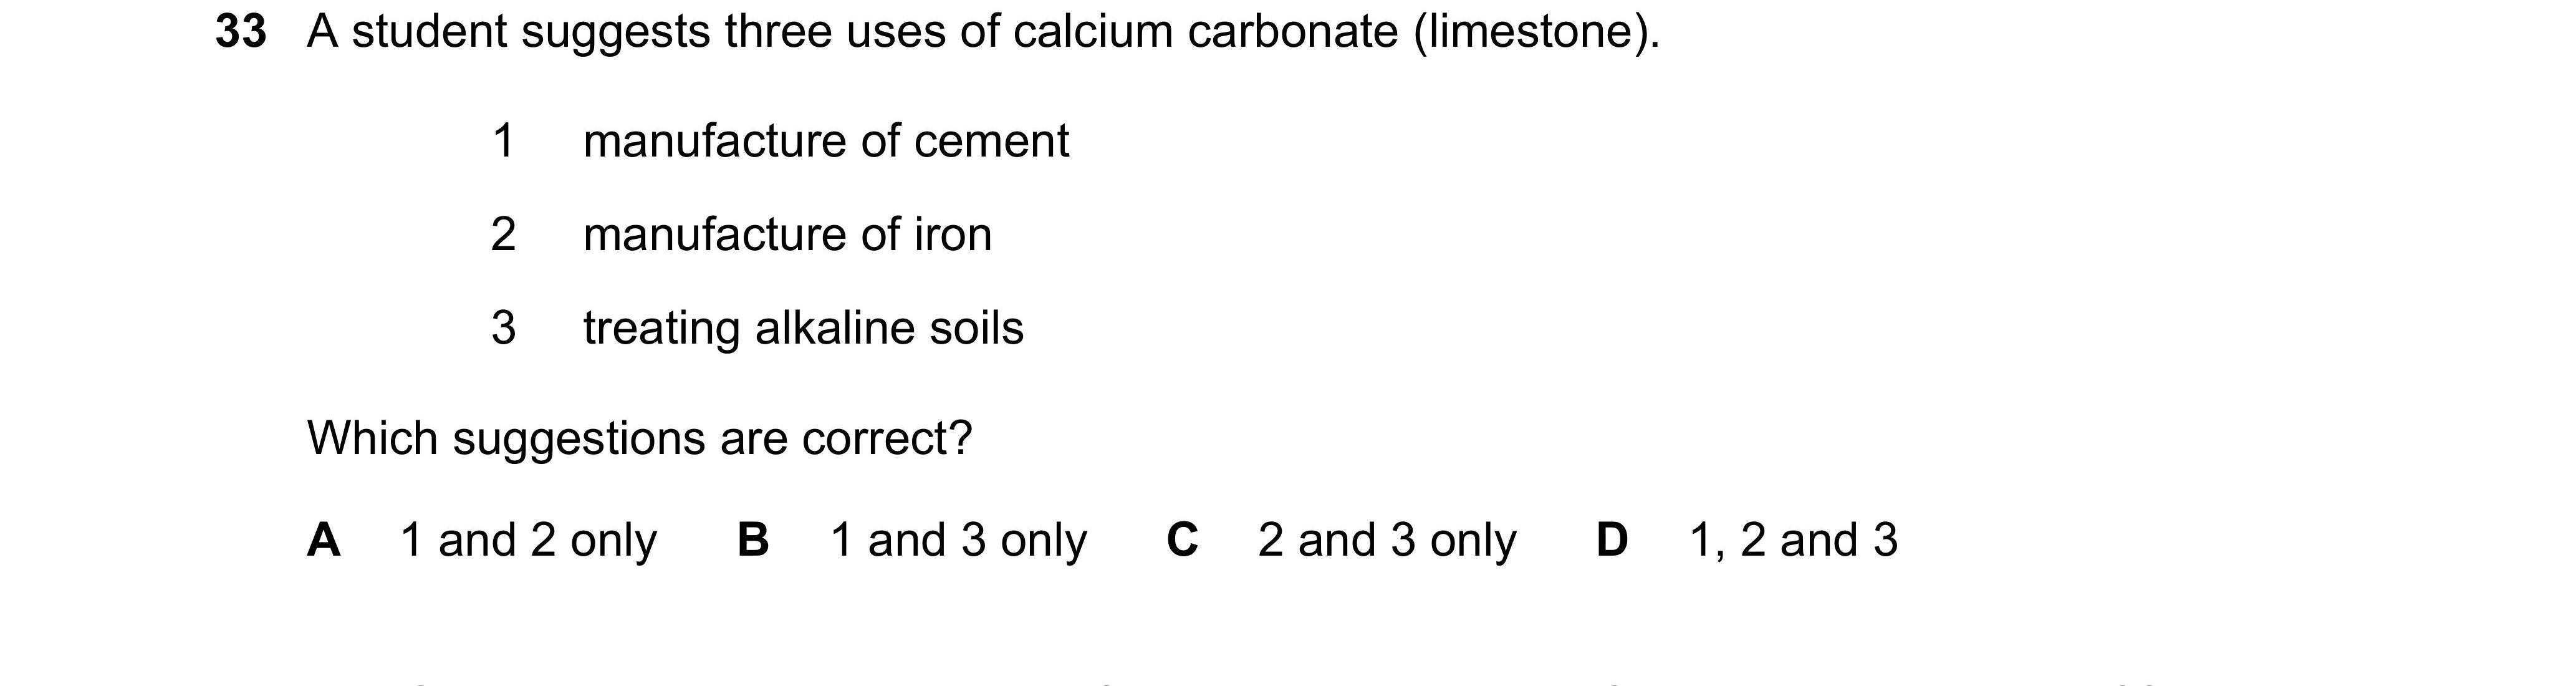 33 A student suggests three uses of calcium carbonate (limestone).
1 manufacture of cement
2 manufacture of iron
3 treating alkaline soils
Which suggestions are correct?
A 1 and 2 only B 1 and 3 only C 2 and 3 only D 1, 2 and 3